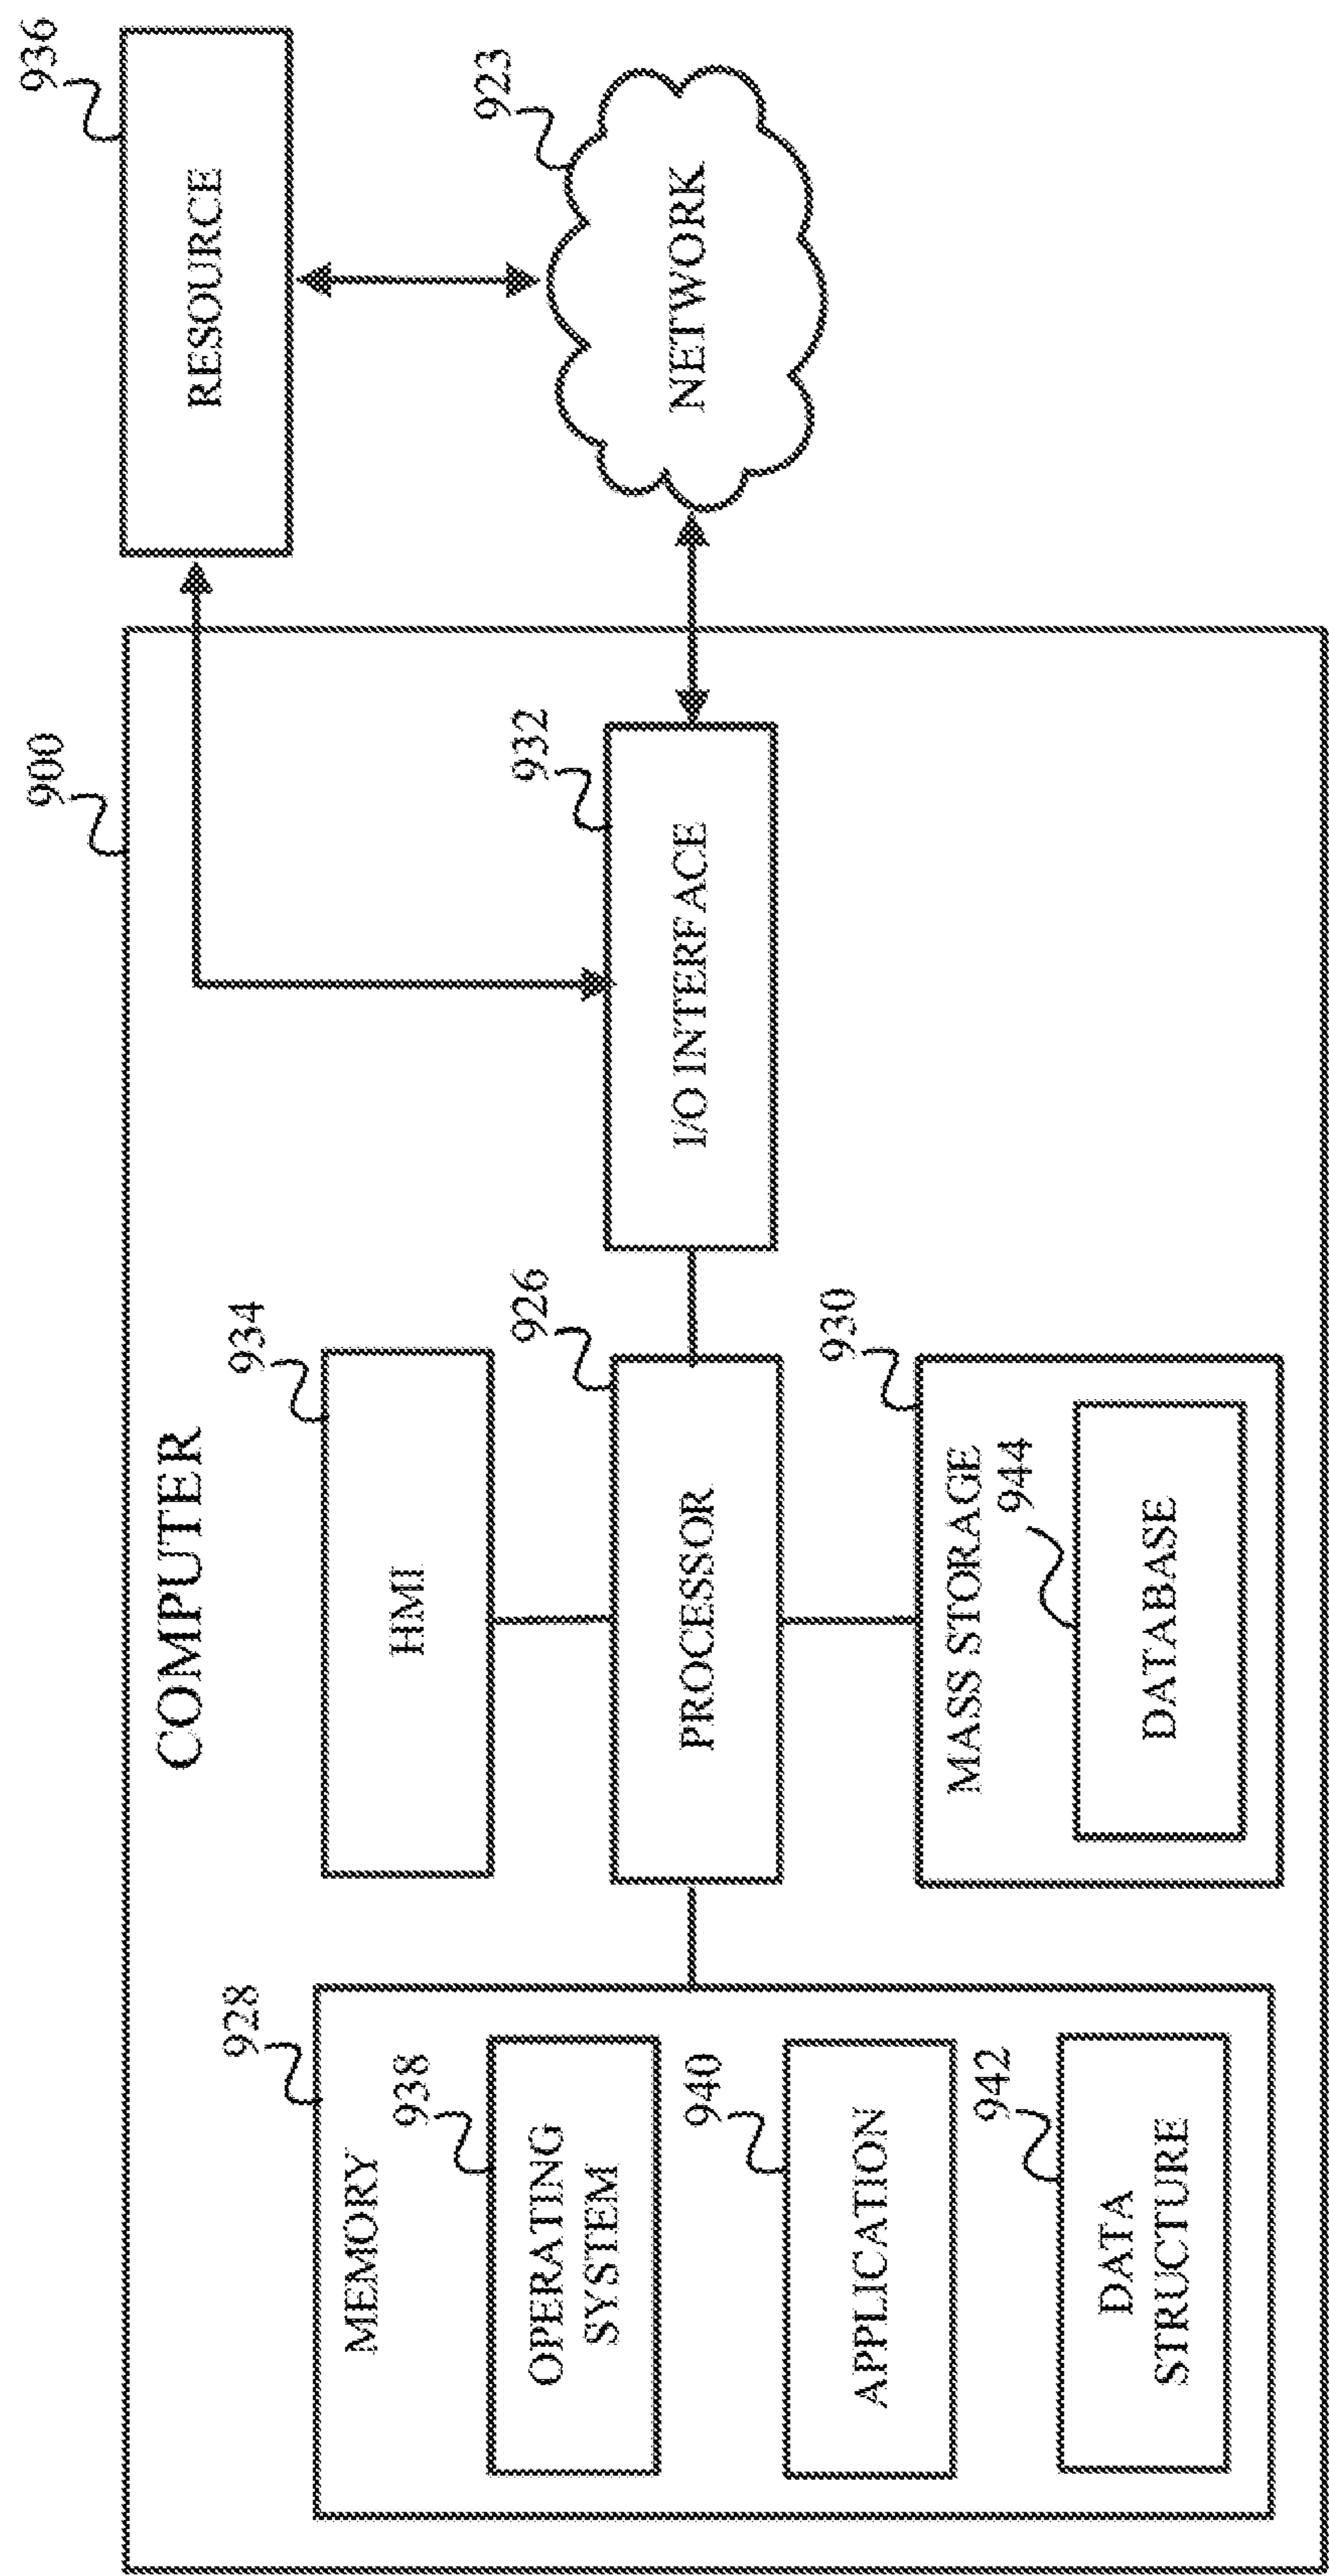 900
936
COMPUTER
RESOURCE
928
MEMORY
934
HMI
938
OPERATING
SYSTEM
926
PROCESSOR
932
I/O INTERFACE
923
NETWORK
940
APPLICATION
930
MASS STORAGE
944
DATABASE
942
DATA
STRUCTURE